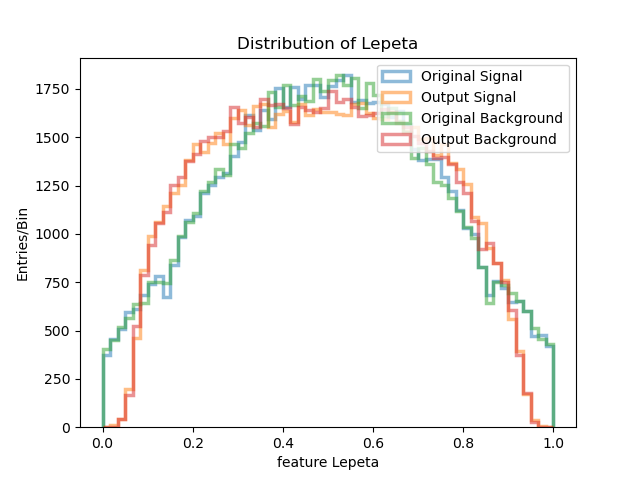 Distribution of Lepeta
Original Signal
Output Signal
Original Background
Output Background
Entries/Bin
1750
1500
1250
1000
750
500
250
0
0.0 0.2 0.4 0.6 0.8 1.0
feature Lepeta